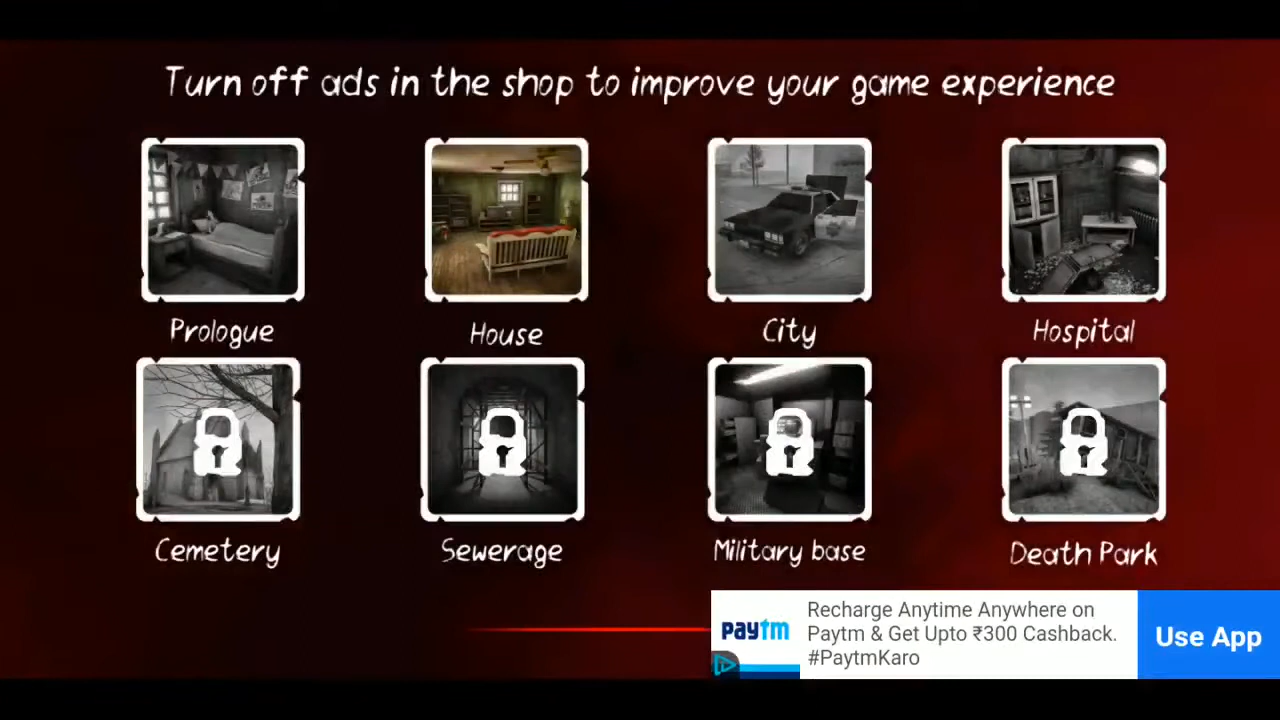 Turn off ads in the shop to improve your game experience
Prologue
House
City
Hospital
Cemetery
Sewerage
Military base
Death Park
paytm
Recharge Anytime Anywhere on
Paytm & Get Upto ₹300 Cashback.
#PaytmKaro
Use App